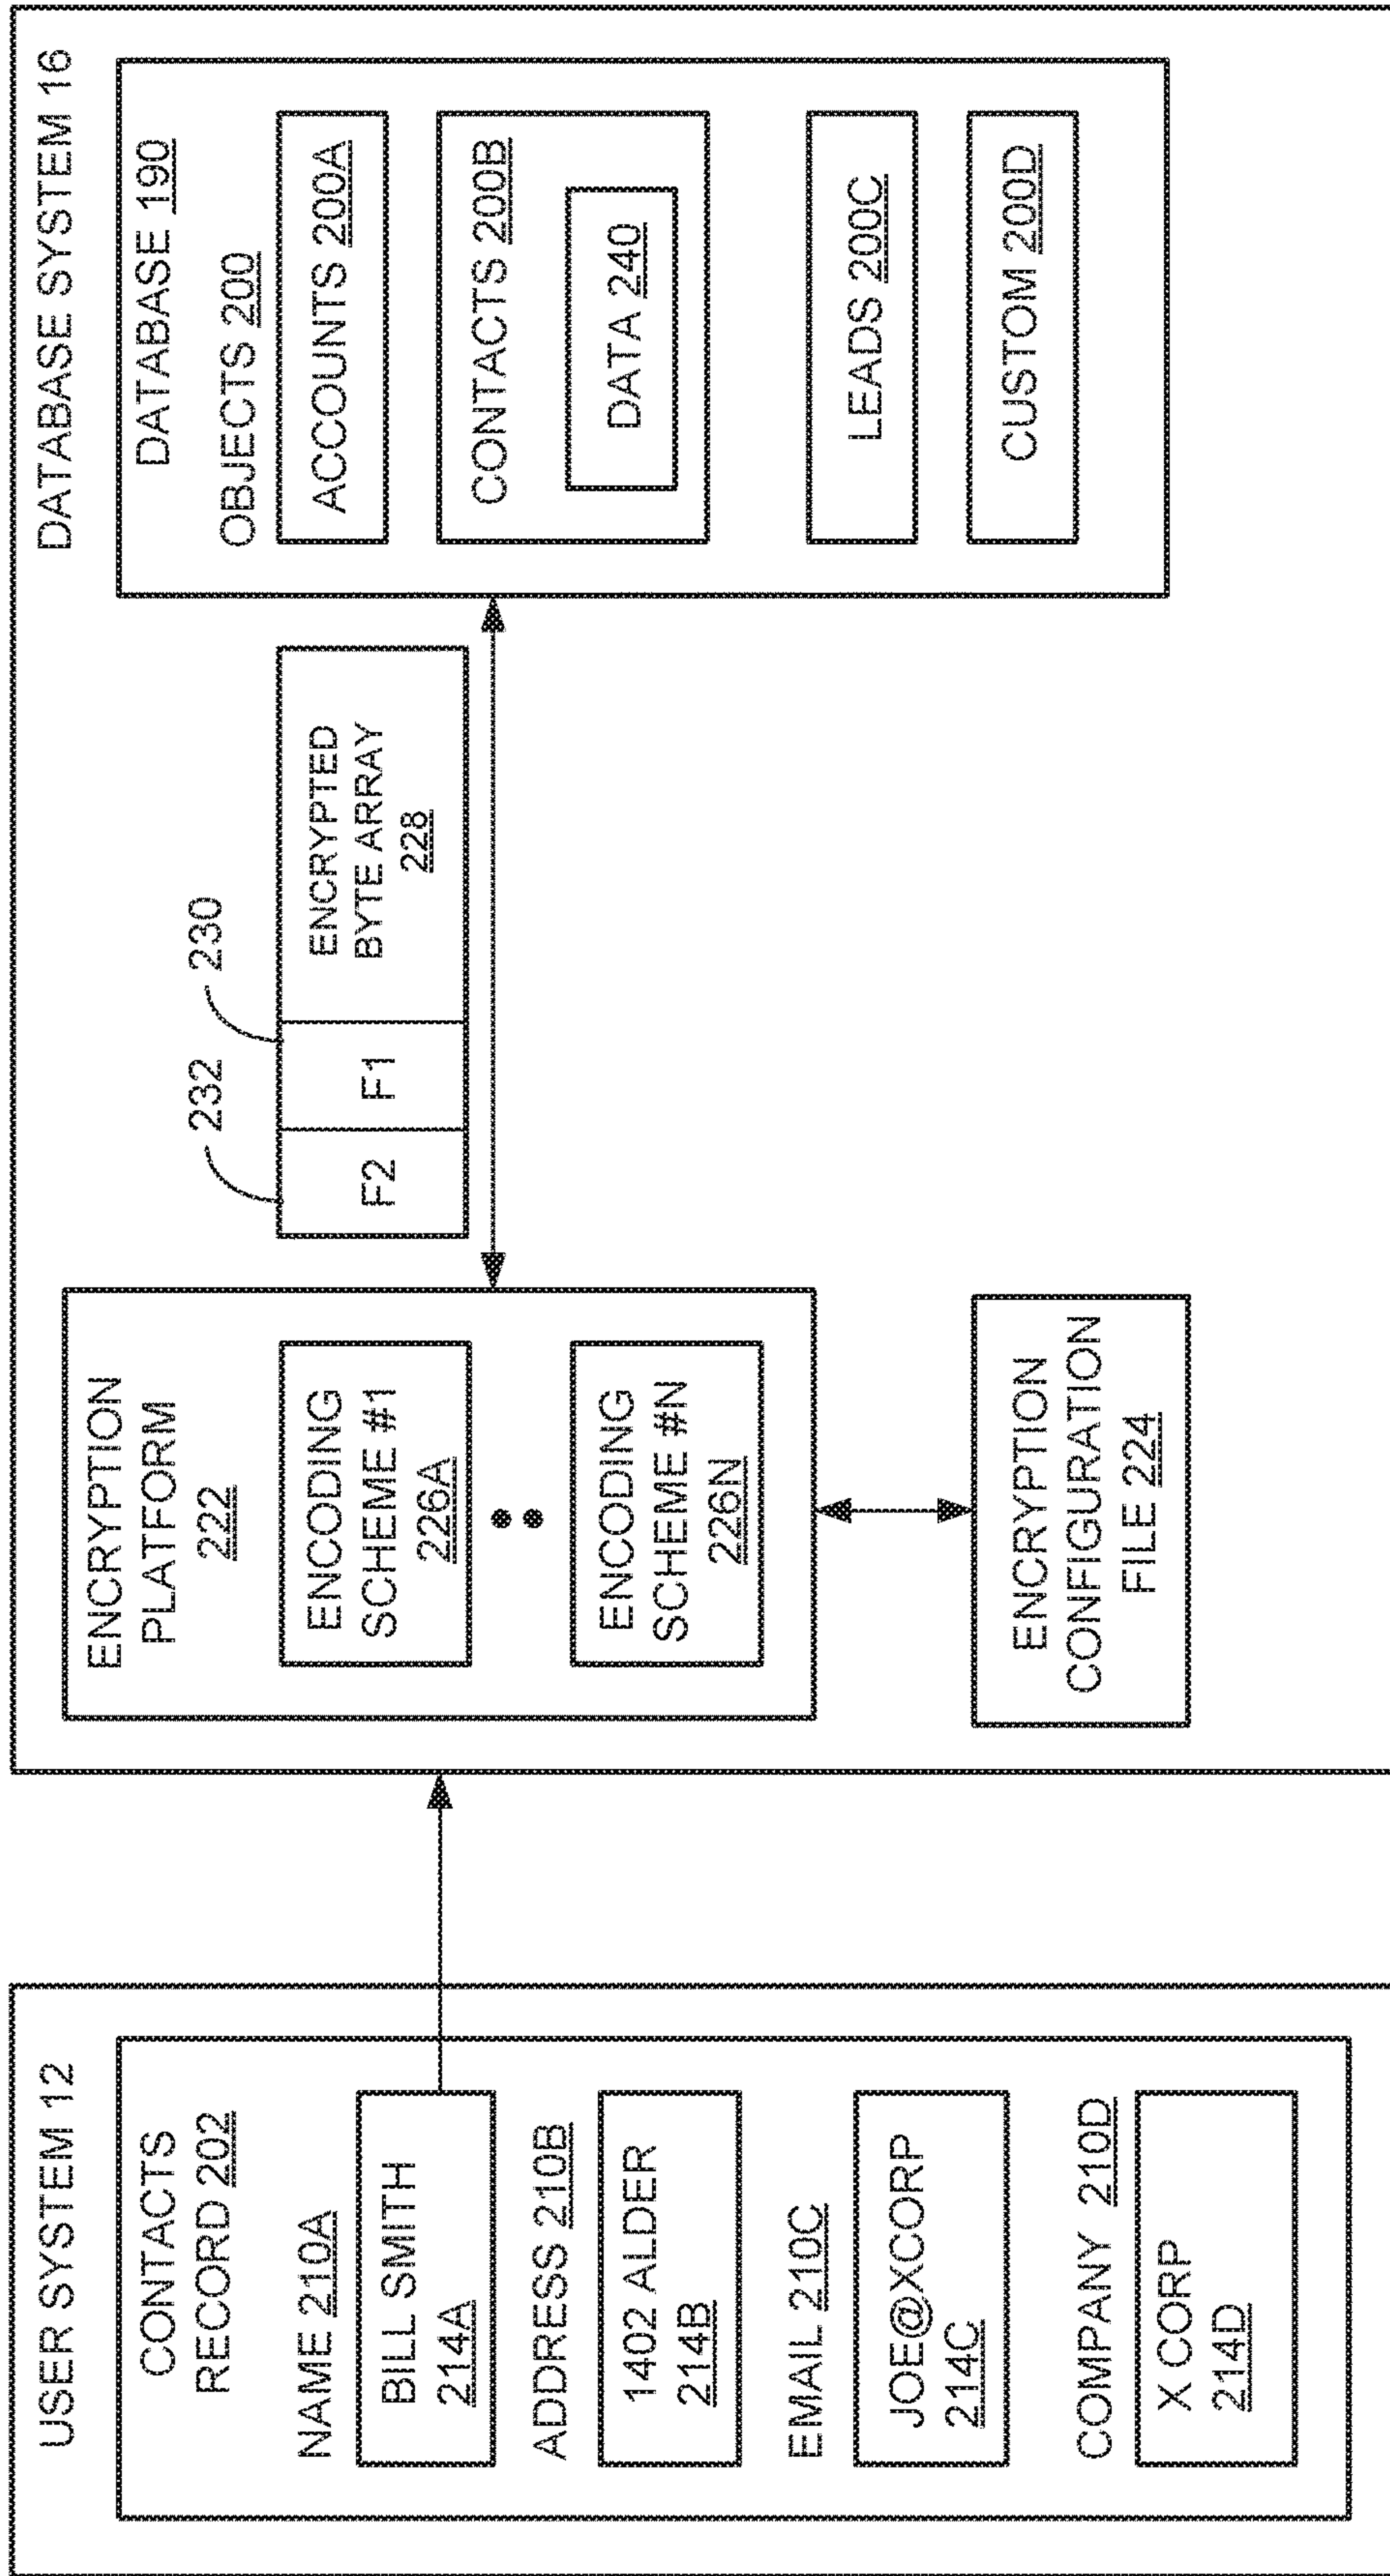 USER SYSTEM 12
CONTACTS
RECORD 202
NAME 210A
BILL SMITH
214A
ADDRESS 210B
1402 ALDER
214B
EMAIL 210C
JOE@XCORP
214C
COMPANY 210D
X CORP
214D
DATABASE SYSTEM 16
ENCRYPTION
PLATFORM
222
ENCODING
SCHEME #1
226A
ENCODING
SCHEME #N
226N
ENCRYPTION
CONFIGURATION
FILE 224
232
230
F2
F1
ENCRYPTED
BYTE ARRAY
228
DATABASE 190
OBJECTS 200
ACCOUNTS 200A
CONTACTS 200B
DATA 240
LEADS 200C
CUSTOM 200D